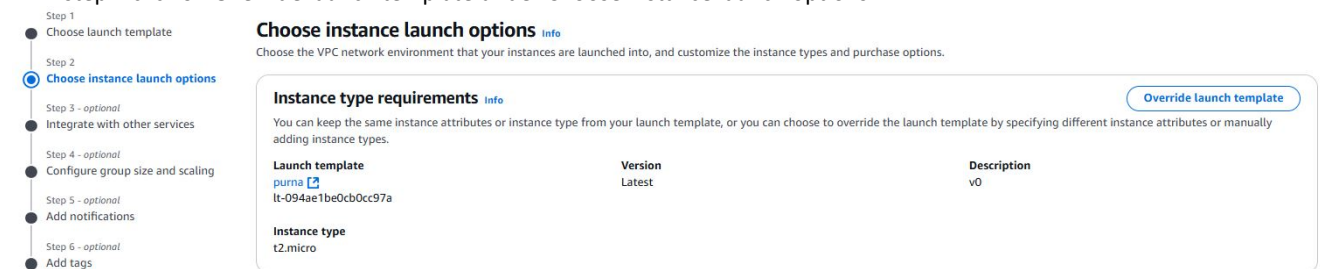 Step 1
Choose launch template
Step 2
Choose instance launch options
Step 3 - optional
Integrate with other services
Step 4 - optional
Configure group size and scaling
Step 5 - optional
Add notifications
Step 6 - optional
Add tags
Choose instance launch options Info
Choose the VPC network environment that your instances are launched into, and customize the instance types and purchase options.
Instance type requirements Info
Override launch template
You can keep the same instance attributes or instance type from your launch template, or you can choose to override the launch template by specifying different instance attributes or manually
adding instance types.
Launch template
purna
lt-094ae1be0cb0cc97a
Version
Latest
Description
v0
Instance type
t2.micro